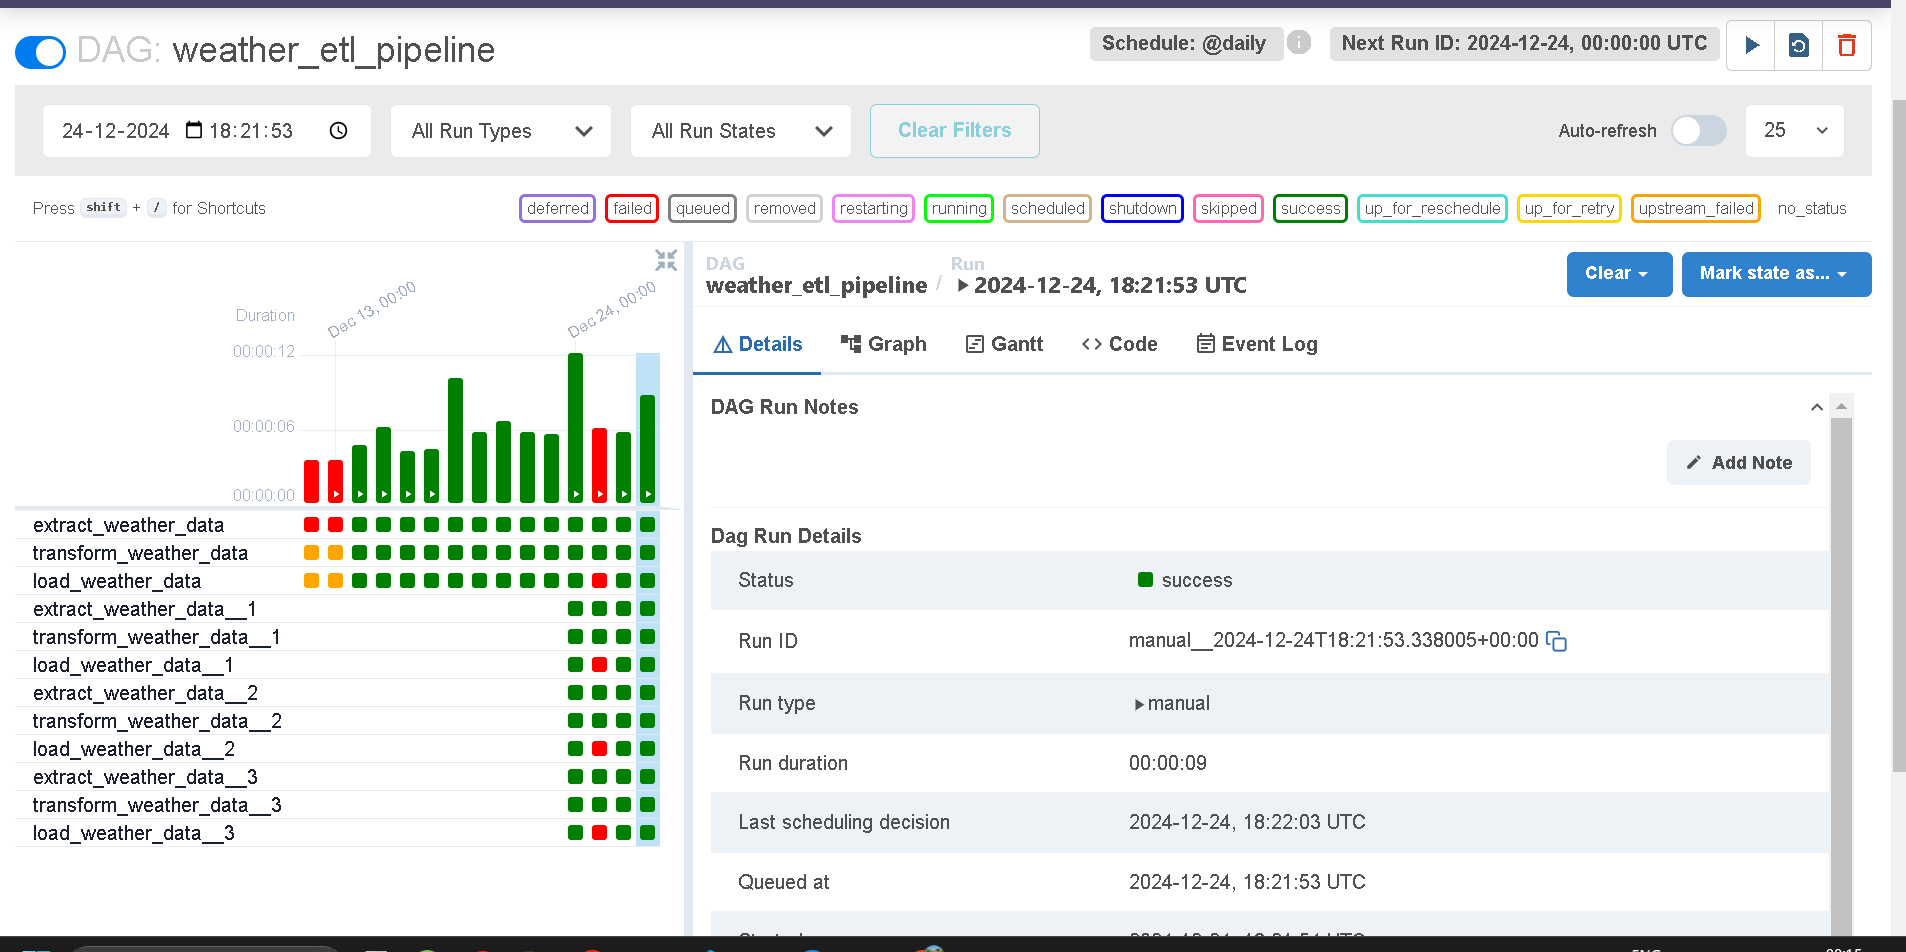 DAG: weather_etl_pipeline
Schedule: @daily
Next Run ID: 2024-12-24, 00:00:00 UTC
24-12-2024 18:21:53
All Run Types
All Run States
Clear Filters
Auto-refresh
25
Press shift + / for Shortcuts
deferred
failed
queued
removed
restarting
running
scheduled
shutdown
skipped
success
up_for_reschedule
up_for_retry
upstream_failed
no_status
Duration
Dec 13, 00:00
Dec 24, 00:00
00:00:12
00:00:06
00:00:00
extract_weather_data
transform_weather_data
load_weather_data
extract_weather_data__1
transform_weather_data__1
load_weather_data__1
extract_weather_data__2
transform_weather_data__2
load_weather_data__2
extract_weather_data__3
transform_weather_data__3
load_weather_data__3
DAG
weather_etl_pipeline /
Run
2024-12-24, 18:21:53 UTC
Clear
Mark state as...
Details
Graph
Gantt
Code
Event Log
DAG Run Notes
Add Note
Dag Run Details
Status success
Run ID manual__2024-12-24T18:21:53.338005+00:00
Run type manual
Run duration 00:00:09
Last scheduling decision 2024-12-24, 18:22:03 UTC
Queued at 2024-12-24, 18:21:53 UTC